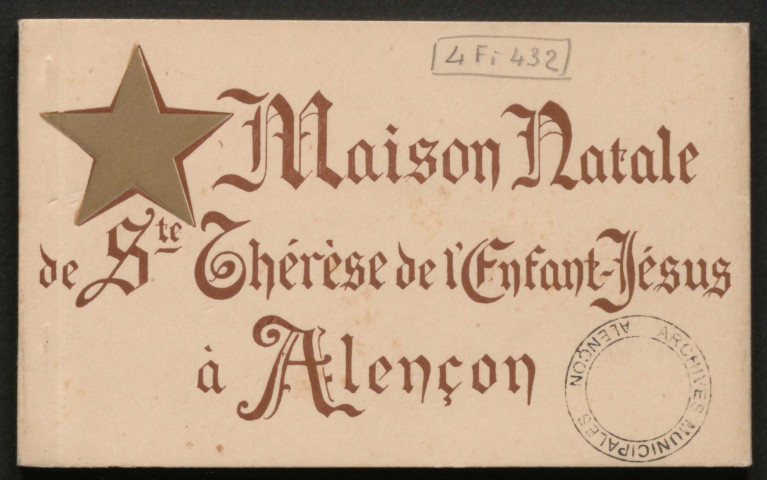 4 Fi 432
Maison Natale
de Ste Thérèse de l'Enfant-Jésus
à Alençon
ARCHIVES MUNICIPALES ALENÇON